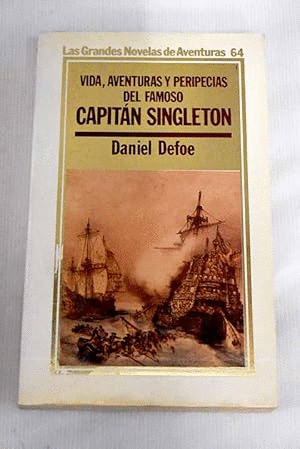 Las Grandes Novelas de Aventuras 64
VIDA, AVENTURAS Y PERIPECIAS
DEL FAMOSO
CAPITÁN SINGLETON
Daniel Defoe